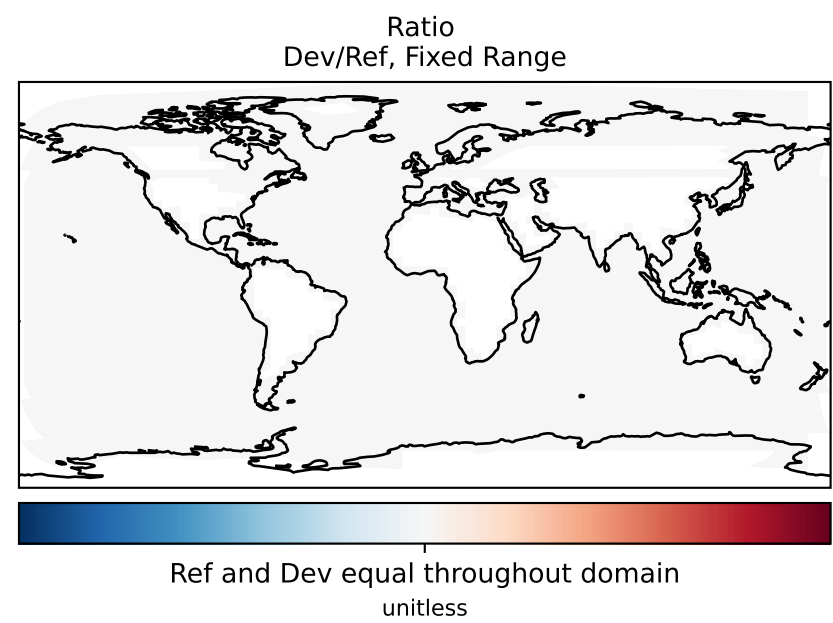 Ratio
Dev/Ref, Fixed Range
Ref and Dev equal throughout domain
unitless